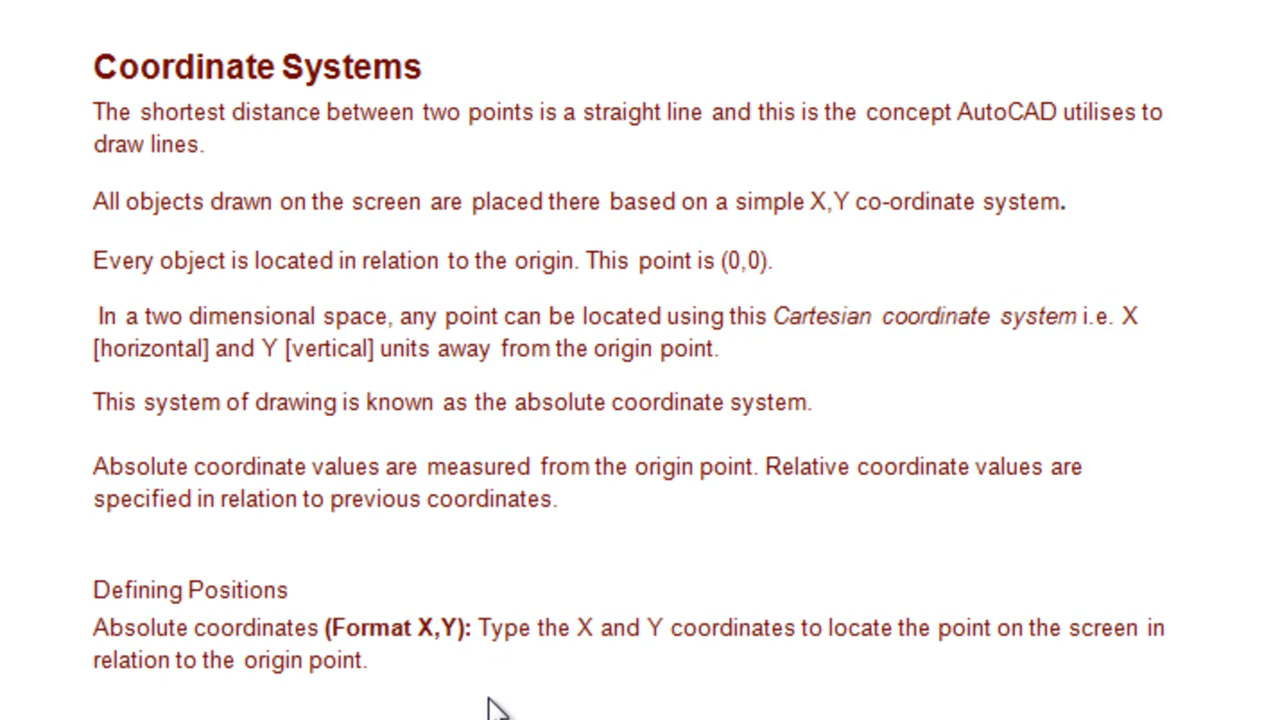 Coordinate Systems
The shortest distance between two points is a straight line and this is the concept AutoCAD utilises to
draw lines.
All objects drawn on the screen are placed there based on a simple X,Y co-ordinate system.
Every object is located in relation to the origin. This point is (0,0).
In a two dimensional space, any point can be located using this Cartesian coordinate system i.e. X
[horizontal] and Y [vertical] units away from the origin point.
This system of drawing is known as the absolute coordinate system.
Absolute coordinate values are measured from the origin point. Relative coordinate values are
specified in relation to previous coordinates.
Defining Positions
Absolute coordinates (Format X,Y): Type the X and Y coordinates to locate the point on the screen in
relation to the origin point.